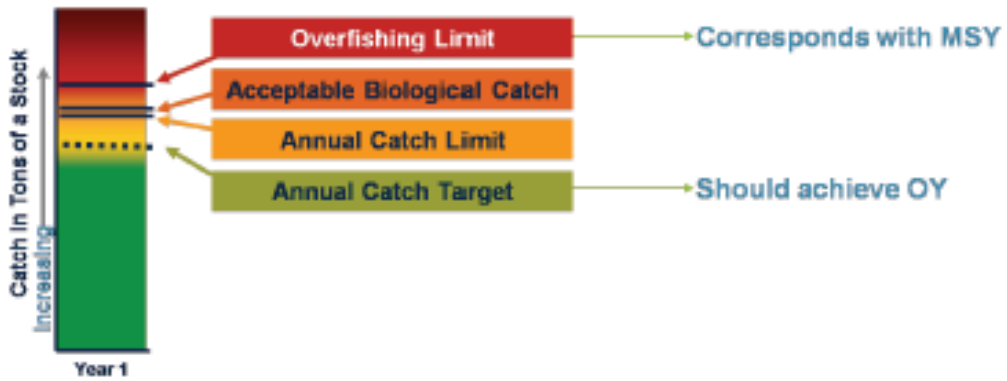 Overfishing Limit
Corresponds with MSY
Acceptable Biological Catch
Annual Catch Limit
Annual Catch Target
Should achieve OY
Catch in Tons of a Stock
Increasing
Year 1